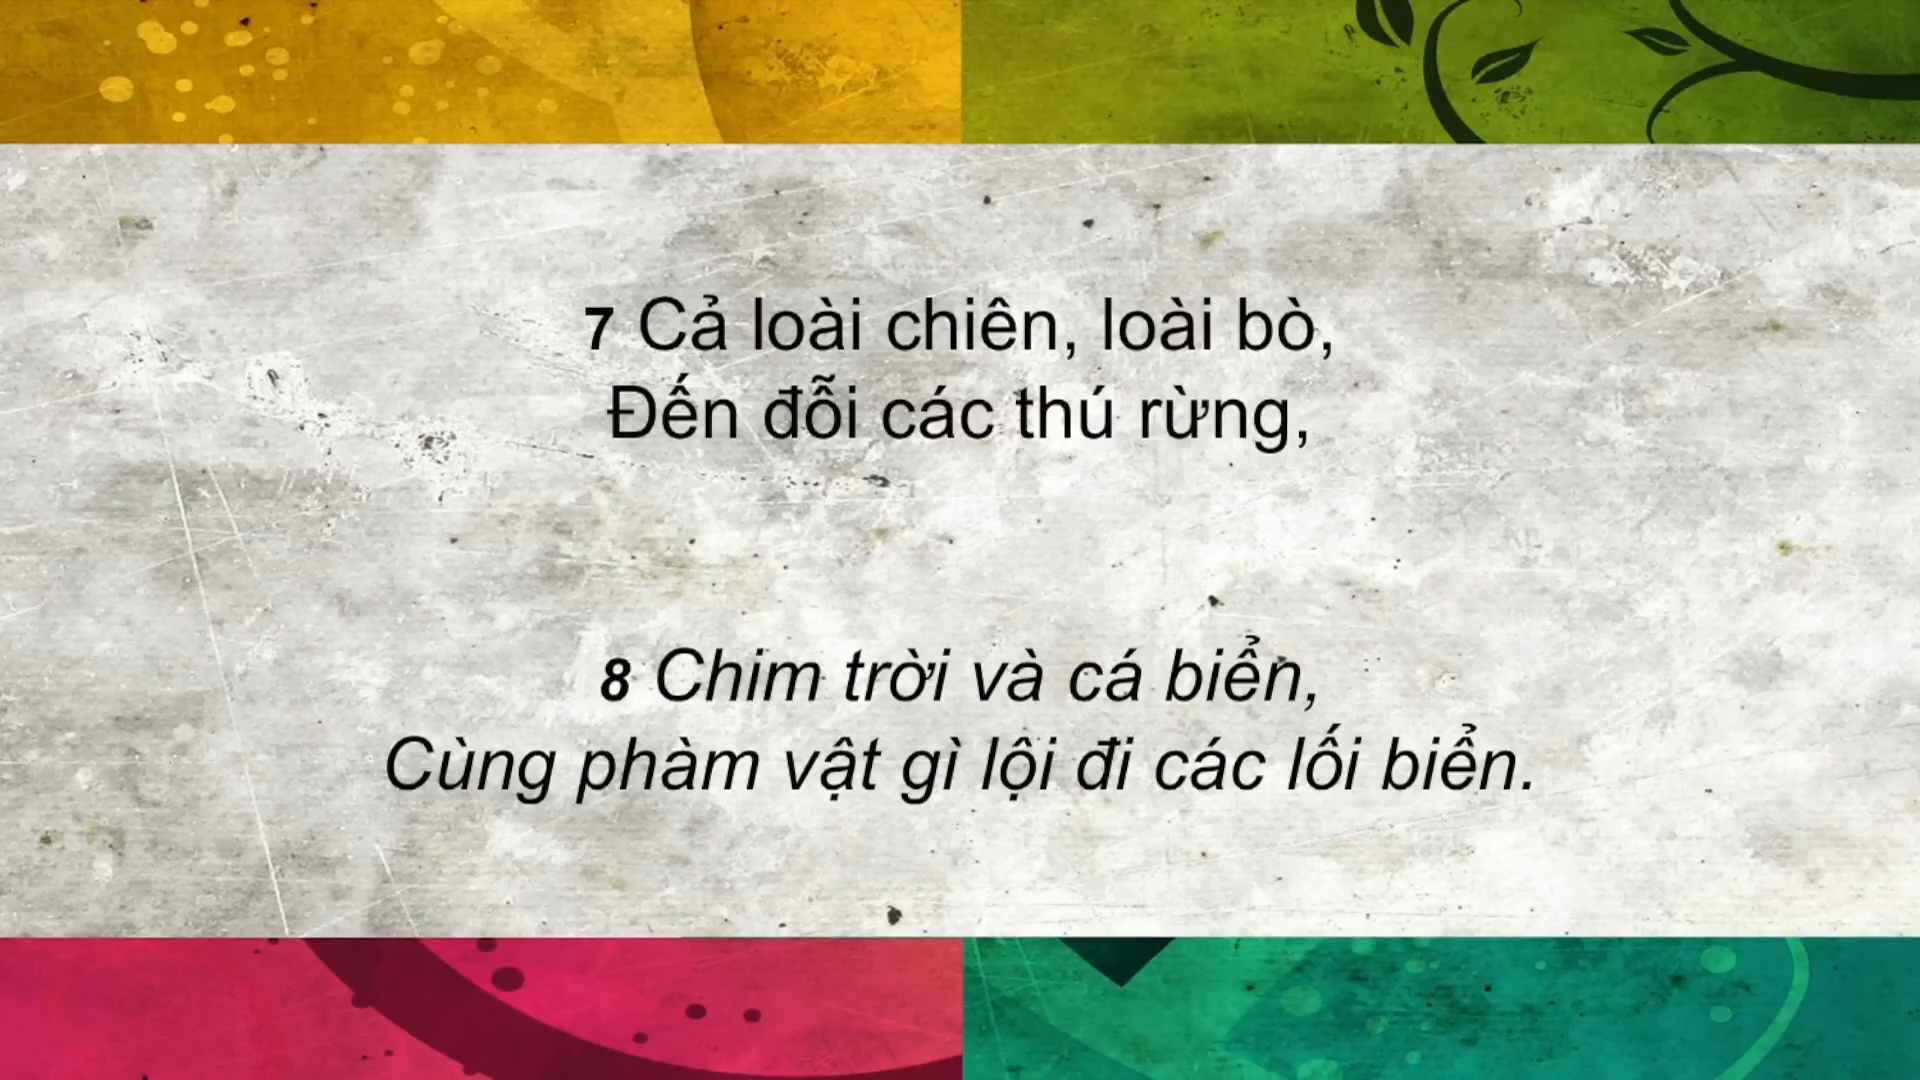 7 Cả loài chiên, loài bò,
Đến đỗi các thú rừng,
8 Chim trời và cá biển,
Cùng phàm vật gì lội đi các lối biển.